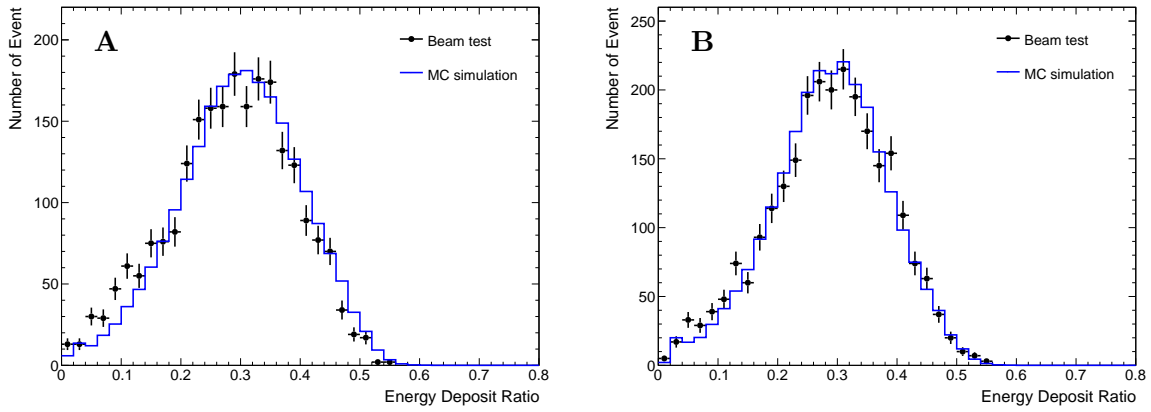 A
Beam test
MC simulation
Number of Event
200
150
100
50
0
0 0.1 0.2 0.3 0.4 0.5 0.6 0.7 0.8
Energy Deposit Ratio
B
Beam test
MC simulation
Number of Event
260
250
200
150
100
50
0
0 0.1 0.2 0.3 0.4 0.5 0.6 0.7 0.8
Energy Deposit Ratio